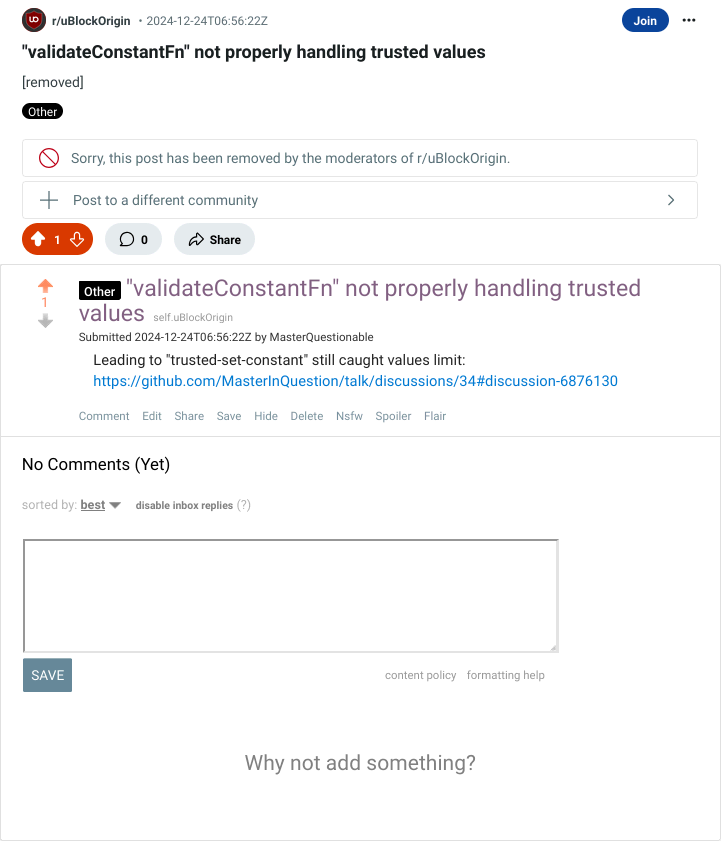 r/uBlockOrigin • 2024-12-24T06:56:22Z
Join
"validateConstantFn" not properly handling trusted values
[removed]
Other
Sorry, this post has been removed by the moderators of r/uBlockOrigin.
Post to a different community
1
0
Share
1
Other "validateConstantFn" not properly handling trusted
values self.uBlockOrigin
Submitted 2024-12-24T06:56:22Z by MasterQuestionable
Leading to "trusted-set-constant" still caught values limit:
https://github.com/MasterInQuestion/talk/discussions/34#discussion-6876130
Comment Edit Share Save Hide Delete Nsfw Spoiler Flair
No Comments (Yet)
sorted by: best disable inbox replies (?)
SAVE
content policy formatting help
Why not add something?